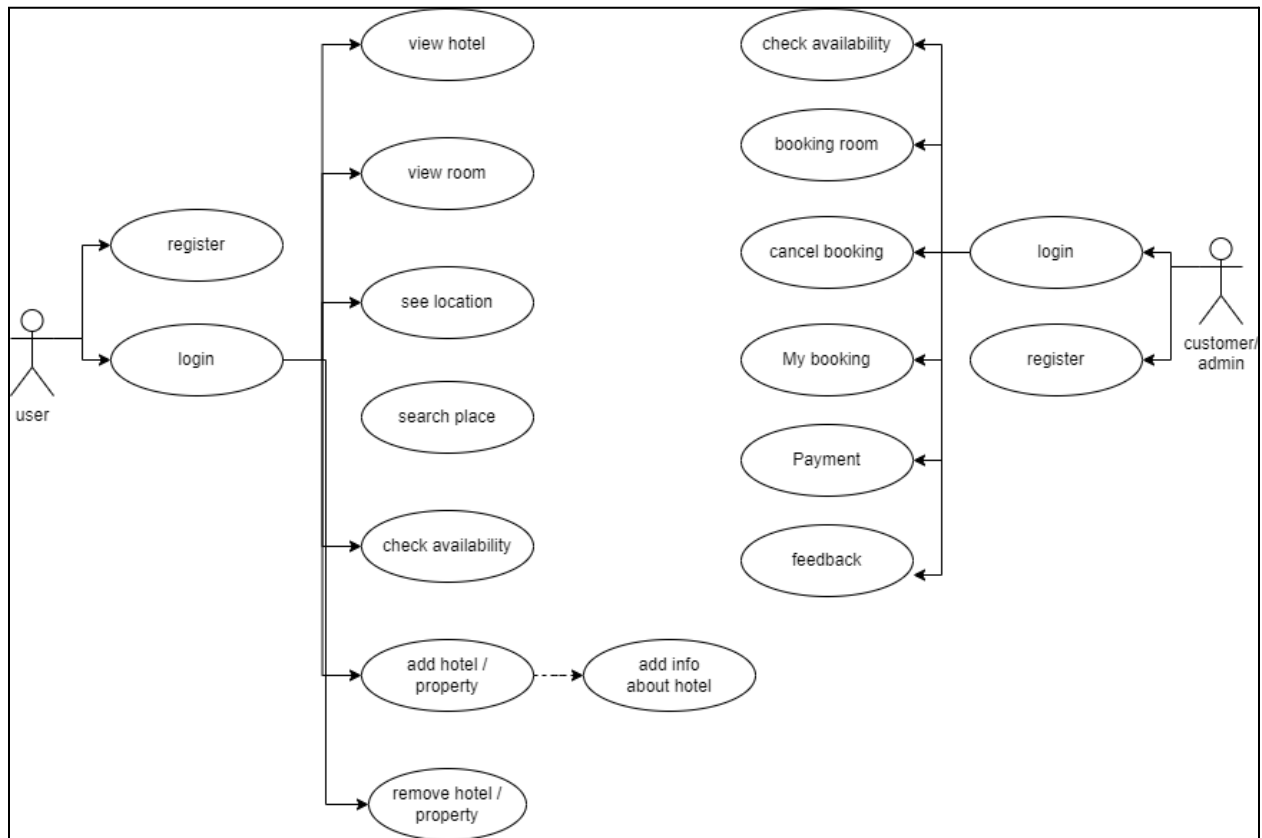 view hotel
view room
see location
search place
check availability
add hotel /
property
remove hotel /
property
add info
about hotel
register
login
user
check availability
booking room
cancel booking
My booking
Payment
feedback
login
register
customer/
admin